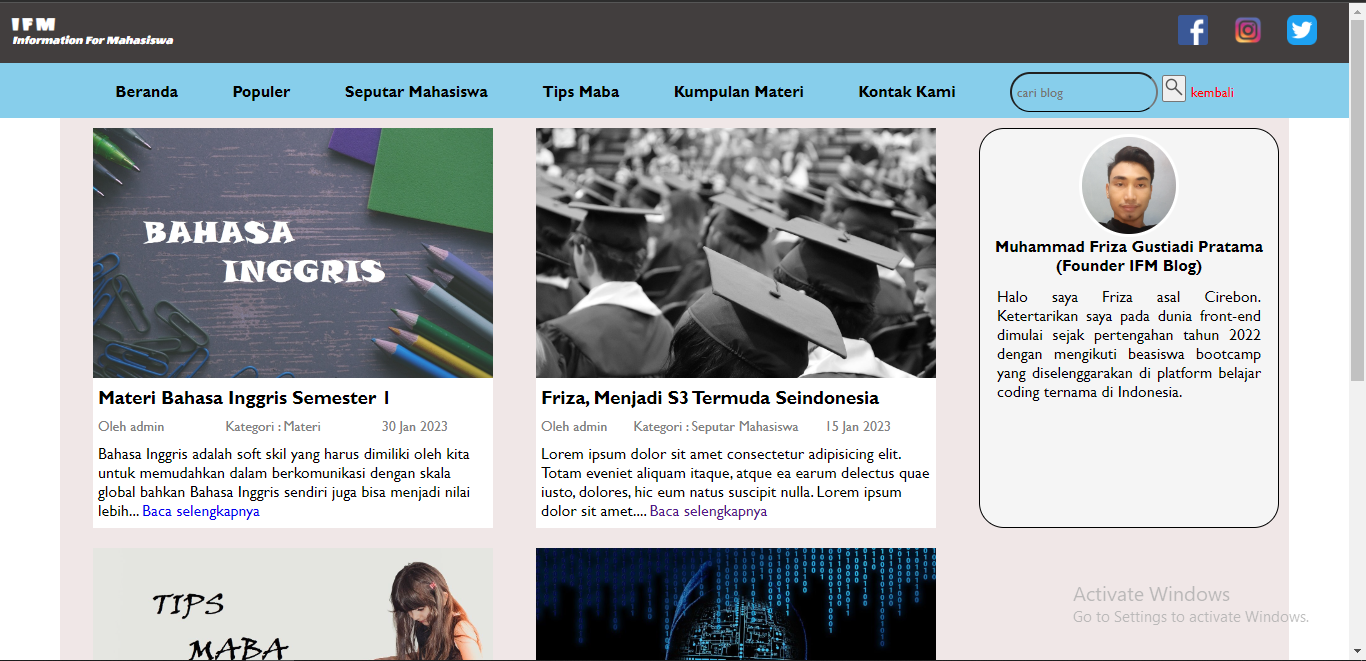 IFM
Information For Mahasiswa
Beranda Populer Seputar Mahasiswa Tips Maba Kumpulan Materi Kontak Kami cari blog kembali
BAHASA
INGGRIS
Materi Bahasa Inggris Semester 1
Oleh admin Kategori : Materi 30 Jan 2023
Bahasa Inggris adalah soft skil yang harus dimiliki oleh kita
untuk memudahkan dalam berkomunikasi dengan skala
global bahkan Bahasa Inggris sendiri juga bisa menjadi nilai
lebih... Baca selengkapnya
Friza, Menjadi S3 Termuda Seindonesia
Oleh admin Kategori : Seputar Mahasiswa 15 Jan 2023
Lorem ipsum dolor sit amet consectetur adipisicing elit.
Totam eveniet aliquam itaque, atque ea earum delectus quae
iusto, dolores, hic eum natus suscipit nulla. Lorem ipsum
dolor sit amet.... Baca selengkapnya
Muhammad Friza Gustiadi Pratama
(Founder IFM Blog)
Halo saya Friza asal Cirebon.
Ketertarikan saya pada dunia front-end
dimulai sejak pertengahan tahun 2022
dengan mengikuti beasiswa bootcamp
yang diselenggarakan di platform belajar
coding ternama di Indonesia.
TIPS
MABA
Activate Windows
Go to Settings to activate Windows.